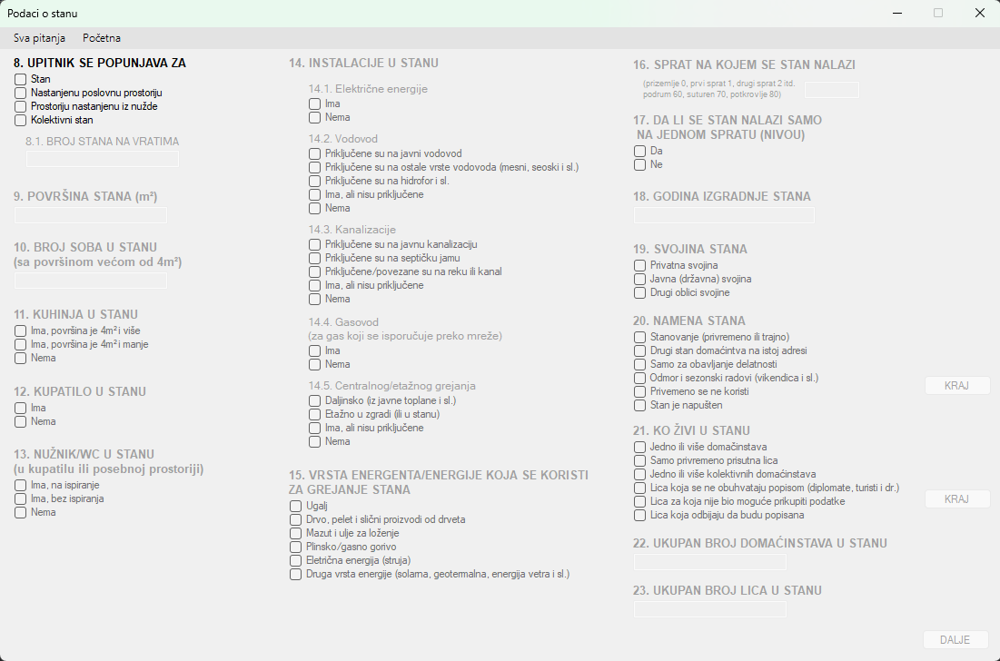 Podaci o stanu
Sva pitanja Početna
8. UPITNIK SE POPUNJAVA ZA
Stan
Nastanjenu poslovnu prostoriju
Prostoriju nastanjenu iz nužde
Kolektivni stan
8.1. BROJ STANA NA VRATIMA
9. POVRŠINA STANA (m²)
10. BROJ SOBA U STANU
(sa površinom većom od 4m²)
11. KUHINJA U STANU
Ima, površina je 4m² i više
Ima, površina je 4m² i manje
Nema
12. KUPATILO U STANU
Ima
Nema
13. NUŽNIK/WC U STANU
(u kupatilu ili posebnoj prostoriji)
Ima, na ispiranje
Ima, bez ispiranja
Nema
14. INSTALACIJE U STANU
14.1. Električne energije
Ima
Nema
14.2. Vodovod
Priključene su na javni vodovod
Priključene su na ostale vrste vodovoda (mesni, seoski i sl.)
Priključene su na hidrofor i sl.
Ima, ali nisu priključene
Nema
14.3. Kanalizacije
Priključene su na javnu kanalizaciju
Priključene su na septičku jamu
Priključene/povezane su na reku ili kanal
Ima, ali nisu priključene
Nema
14.4. Gasovod
(za gas koji se isporučuje preko mreže)
Ima
Nema
14.5. Centralnog/etažnog grejanja
Daljinsko (iz javne toplane i sl.)
Etažno u zgradi (ili u stanu)
Ima, ali nisu priključene
Nema
15. VRSTA ENERGENTA/ENERGIJE KOJA SE KORISTI
ZA GREJANJE STANA
Ugalj
Drvo, pelet i slični proizvodi od drveta
Mazut i ulje za loženje
Plinsko/gasno gorivo
Eletrična energija (struja)
Druga vrsta energije (solarna, geotermalna, energija vetra i sl.)
16. SPRAT NA KOJEM SE STAN NALAZI
(prizemlje 0, prvi sprat 1, drugi sprat 2 itd.
podrum 60, suturen 70, potkrovlje 80)
17. DA LI SE STAN NALAZI SAMO
NA JEDNOM SPRATU (NIVOU)
Da
Ne
18. GODINA IZGRADNJE STANA
19. SVOJINA STANA
Privatna svojina
Javna (državna) svojina
Drugi oblici svojine
20. NAMENA STANA
Stanovanje (privremeno ili trajno)
Drugi stan domaćintva na istoj adresi
Samo za obavljanje delatnosti
Odmor i sezonski radovi (vikendica i sl.)
Privemeno se ne koristi
Stan je napušten
KRAJ
21. KO ŽIVI U STANU
Jedno ili više domaćinstava
Samo privremeno prisutna lica
Jedno ili više kolektivnih domaćinstava
Lica koja se ne obuhvataju popisom (diplomate, turisti i dr.)
Lica za koja nije bio moguće prikupiti podatke
Lica koja odbijaju da budu popisana
KRAJ
22. UKUPAN BROJ DOMAĆINSTAVA U STANU
23. UKUPAN BROJ LICA U STANU
DALJE